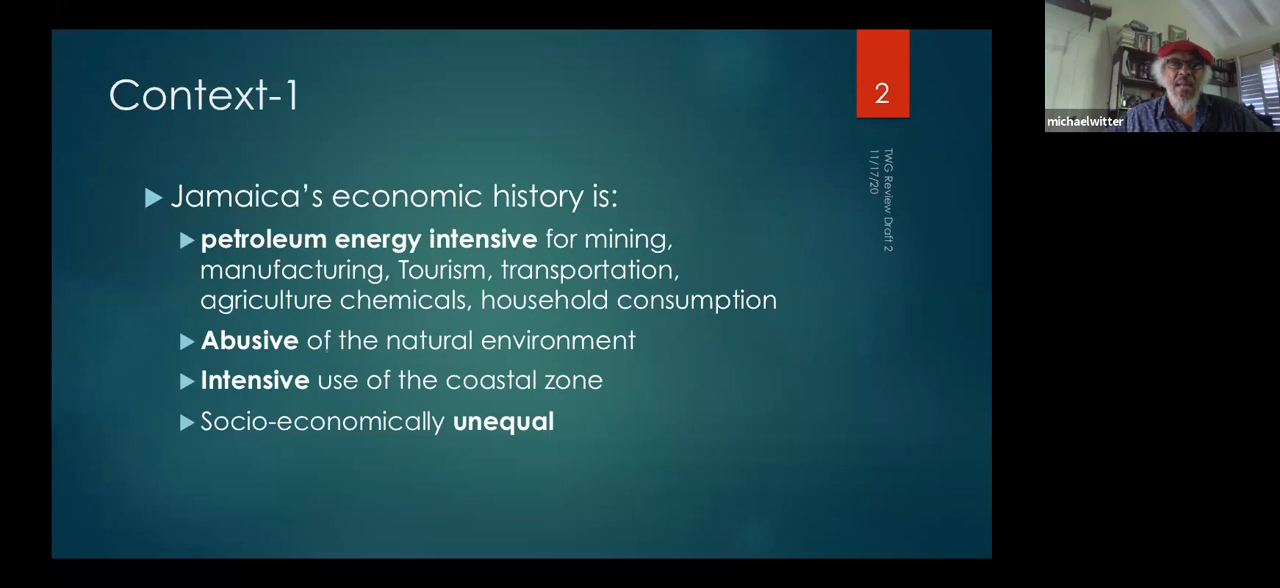 Context-1
2
TWG Review Draft 2
11/17/20
Jamaica's economic history is:
petroleum energy intensive for mining,
manufacturing, Tourism, transportation,
agriculture chemicals, household consumption
Abusive of the natural environment
Intensive use of the coastal zone
Socio-economically unequal
michaelwitter